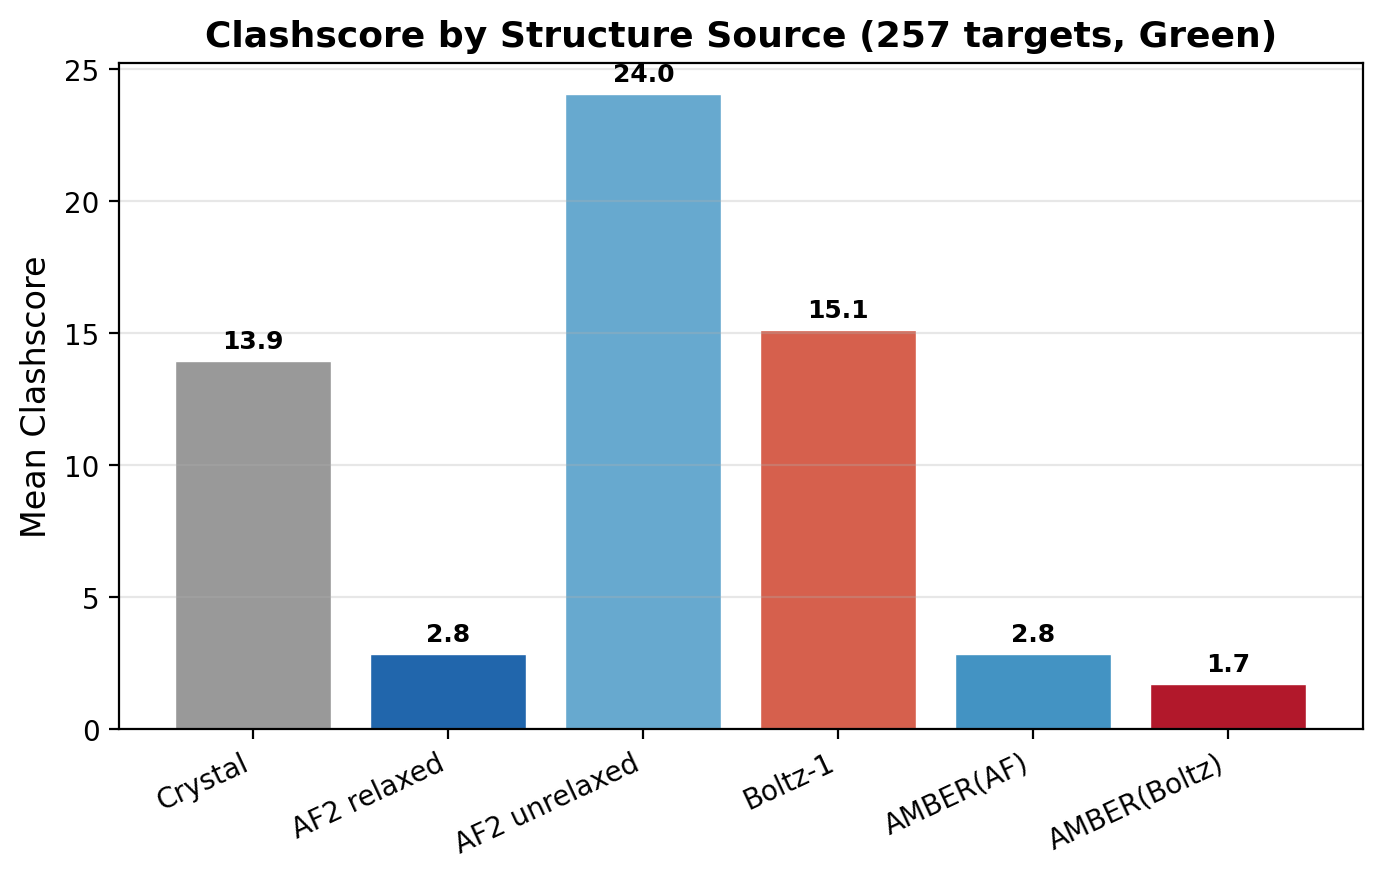 Clashscore by Structure Source (257 targets, Green)
Mean Clashscore
25
20
15
10
5
0
13.9
2.8
24.0
15.1
2.8
1.7
Crystal
AF2 relaxed
AF2 unrelaxed
Boltz-1
AMBER(AF)
AMBER(Boltz)